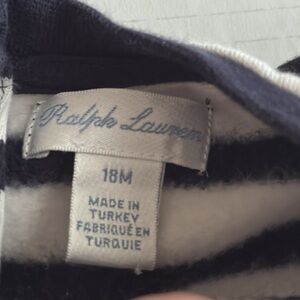 Ralph Lauren
18M
MADE IN
TURKEY
FABRIQUÉ EN
TURQUIE